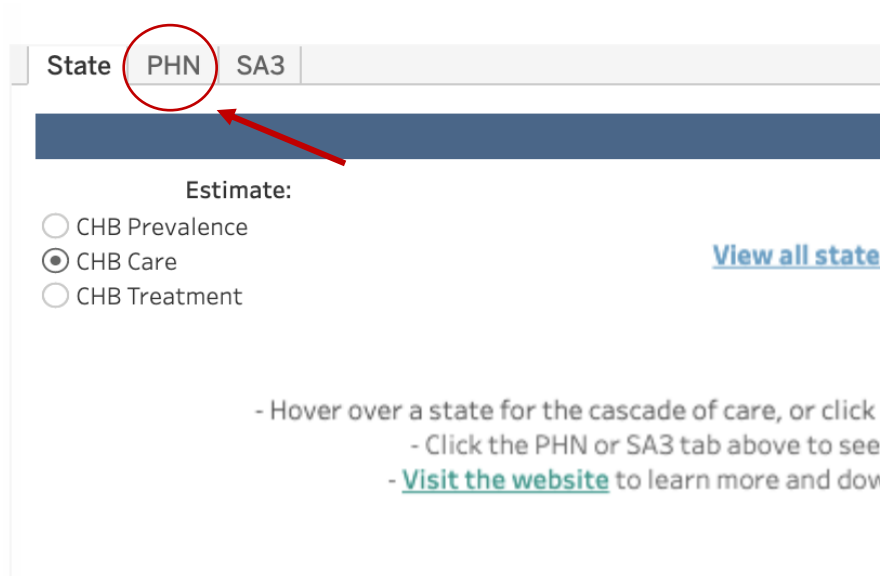 State PHN SA3
Estimate:
CHB Prevalence
CHB Care
CHB Treatment
View all state
- Hover over a state for the cascade of care, or click
- Click the PHN or SA3 tab above to see
- Visit the website to learn more and dow